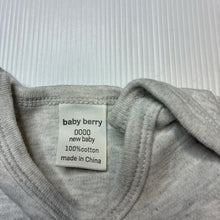 baby berry
0000
new baby
100%cotton
made in China